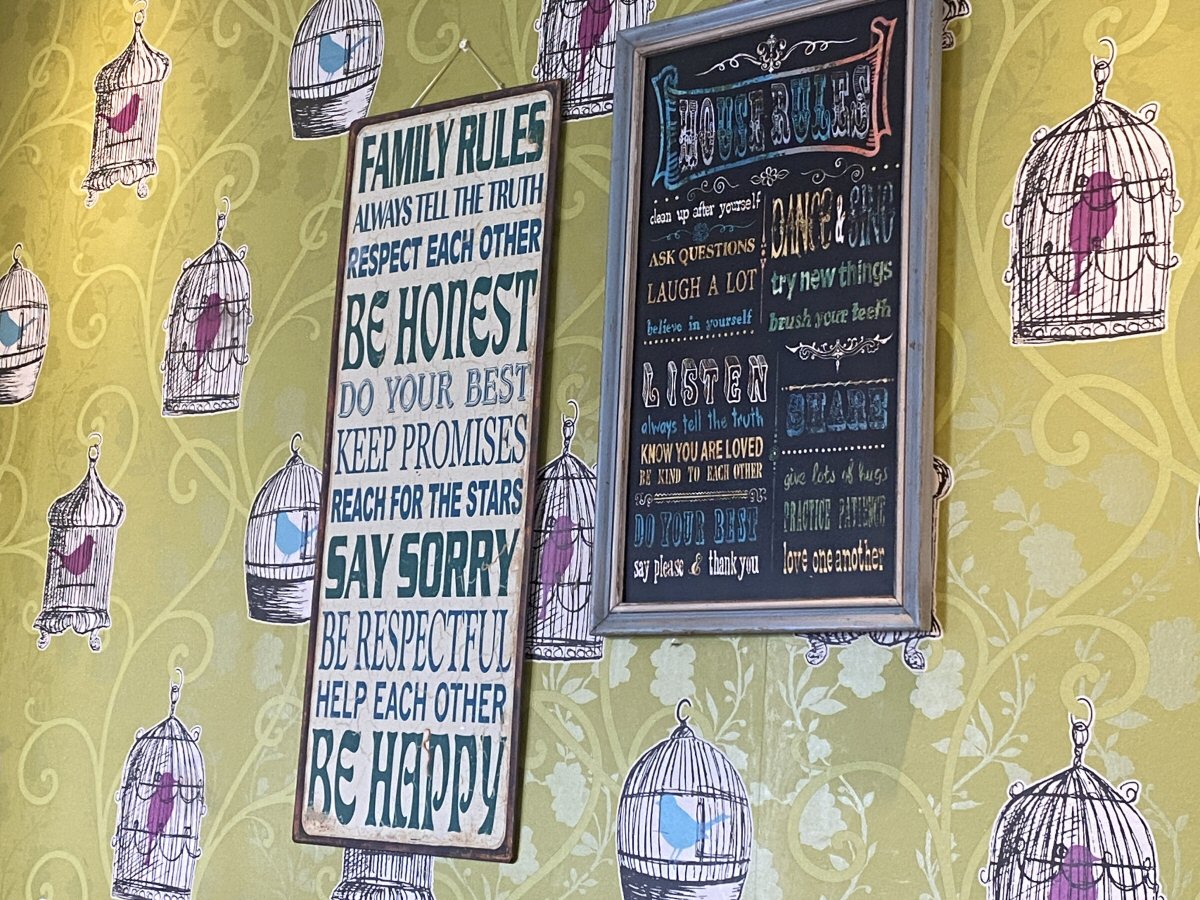 FAMILY RULES
ALWAYS TELL THE TRUTH
RESPECT EACH OTHER
BE HONEST
DO YOUR BEST
KEEP PROMISES
REACH FOR THE STARS
SAY SORRY
BE RESPECTFUL
HELP EACH OTHER
BE HAPPY
HOUSE RULES
clean up after yourself
ASK QUESTIONS
LAUGH A LOT
believe in yourself
DANCE & SING
try new things
brush your teeth
LISTEN
always tell the truth
KNOW YOU ARE LOVED
BE KIND TO EACH OTHER
DO YOUR BEST
say please & thank you
SHARE
give lots of hugs
PRACTICE PATIENCE
love one another